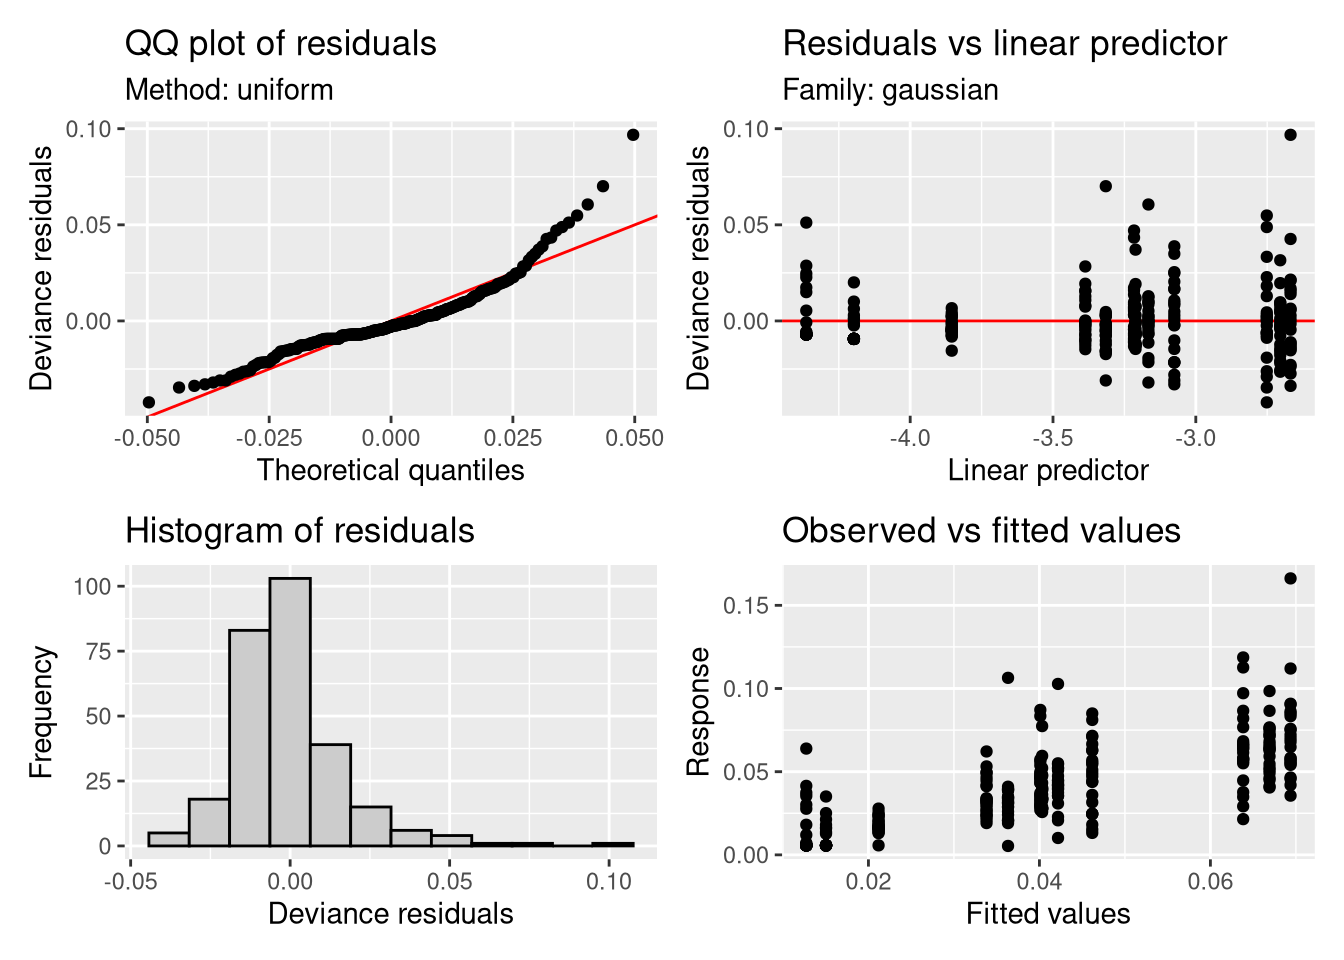 QQ plot of residuals
Method: uniform
Deviance residuals
0.10
0.05
0.00
-0.050
-0.025
0.000
0.025
0.050
Theoretical quantiles
Residuals vs linear predictor
Family: gaussian
Deviance residuals
0.10
0.05
0.00
-4.0
-3.5
-3.0
Linear predictor
Histogram of residuals
Frequency
100
75
50
25
0
-0.05
0.00
0.05
0.10
Deviance residuals
Observed vs fitted values
Response
0.15
0.10
0.05
0.00
0.02
0.04
0.06
Fitted values